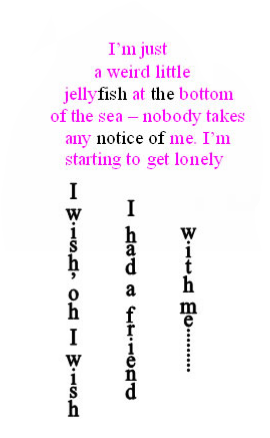 I'm just
a weird little
jellyfish at the bottom
of the sea – nobody takes
any notice of me. I'm
starting to get lonely
I wish, oh I wish
I had a friend
with me..........